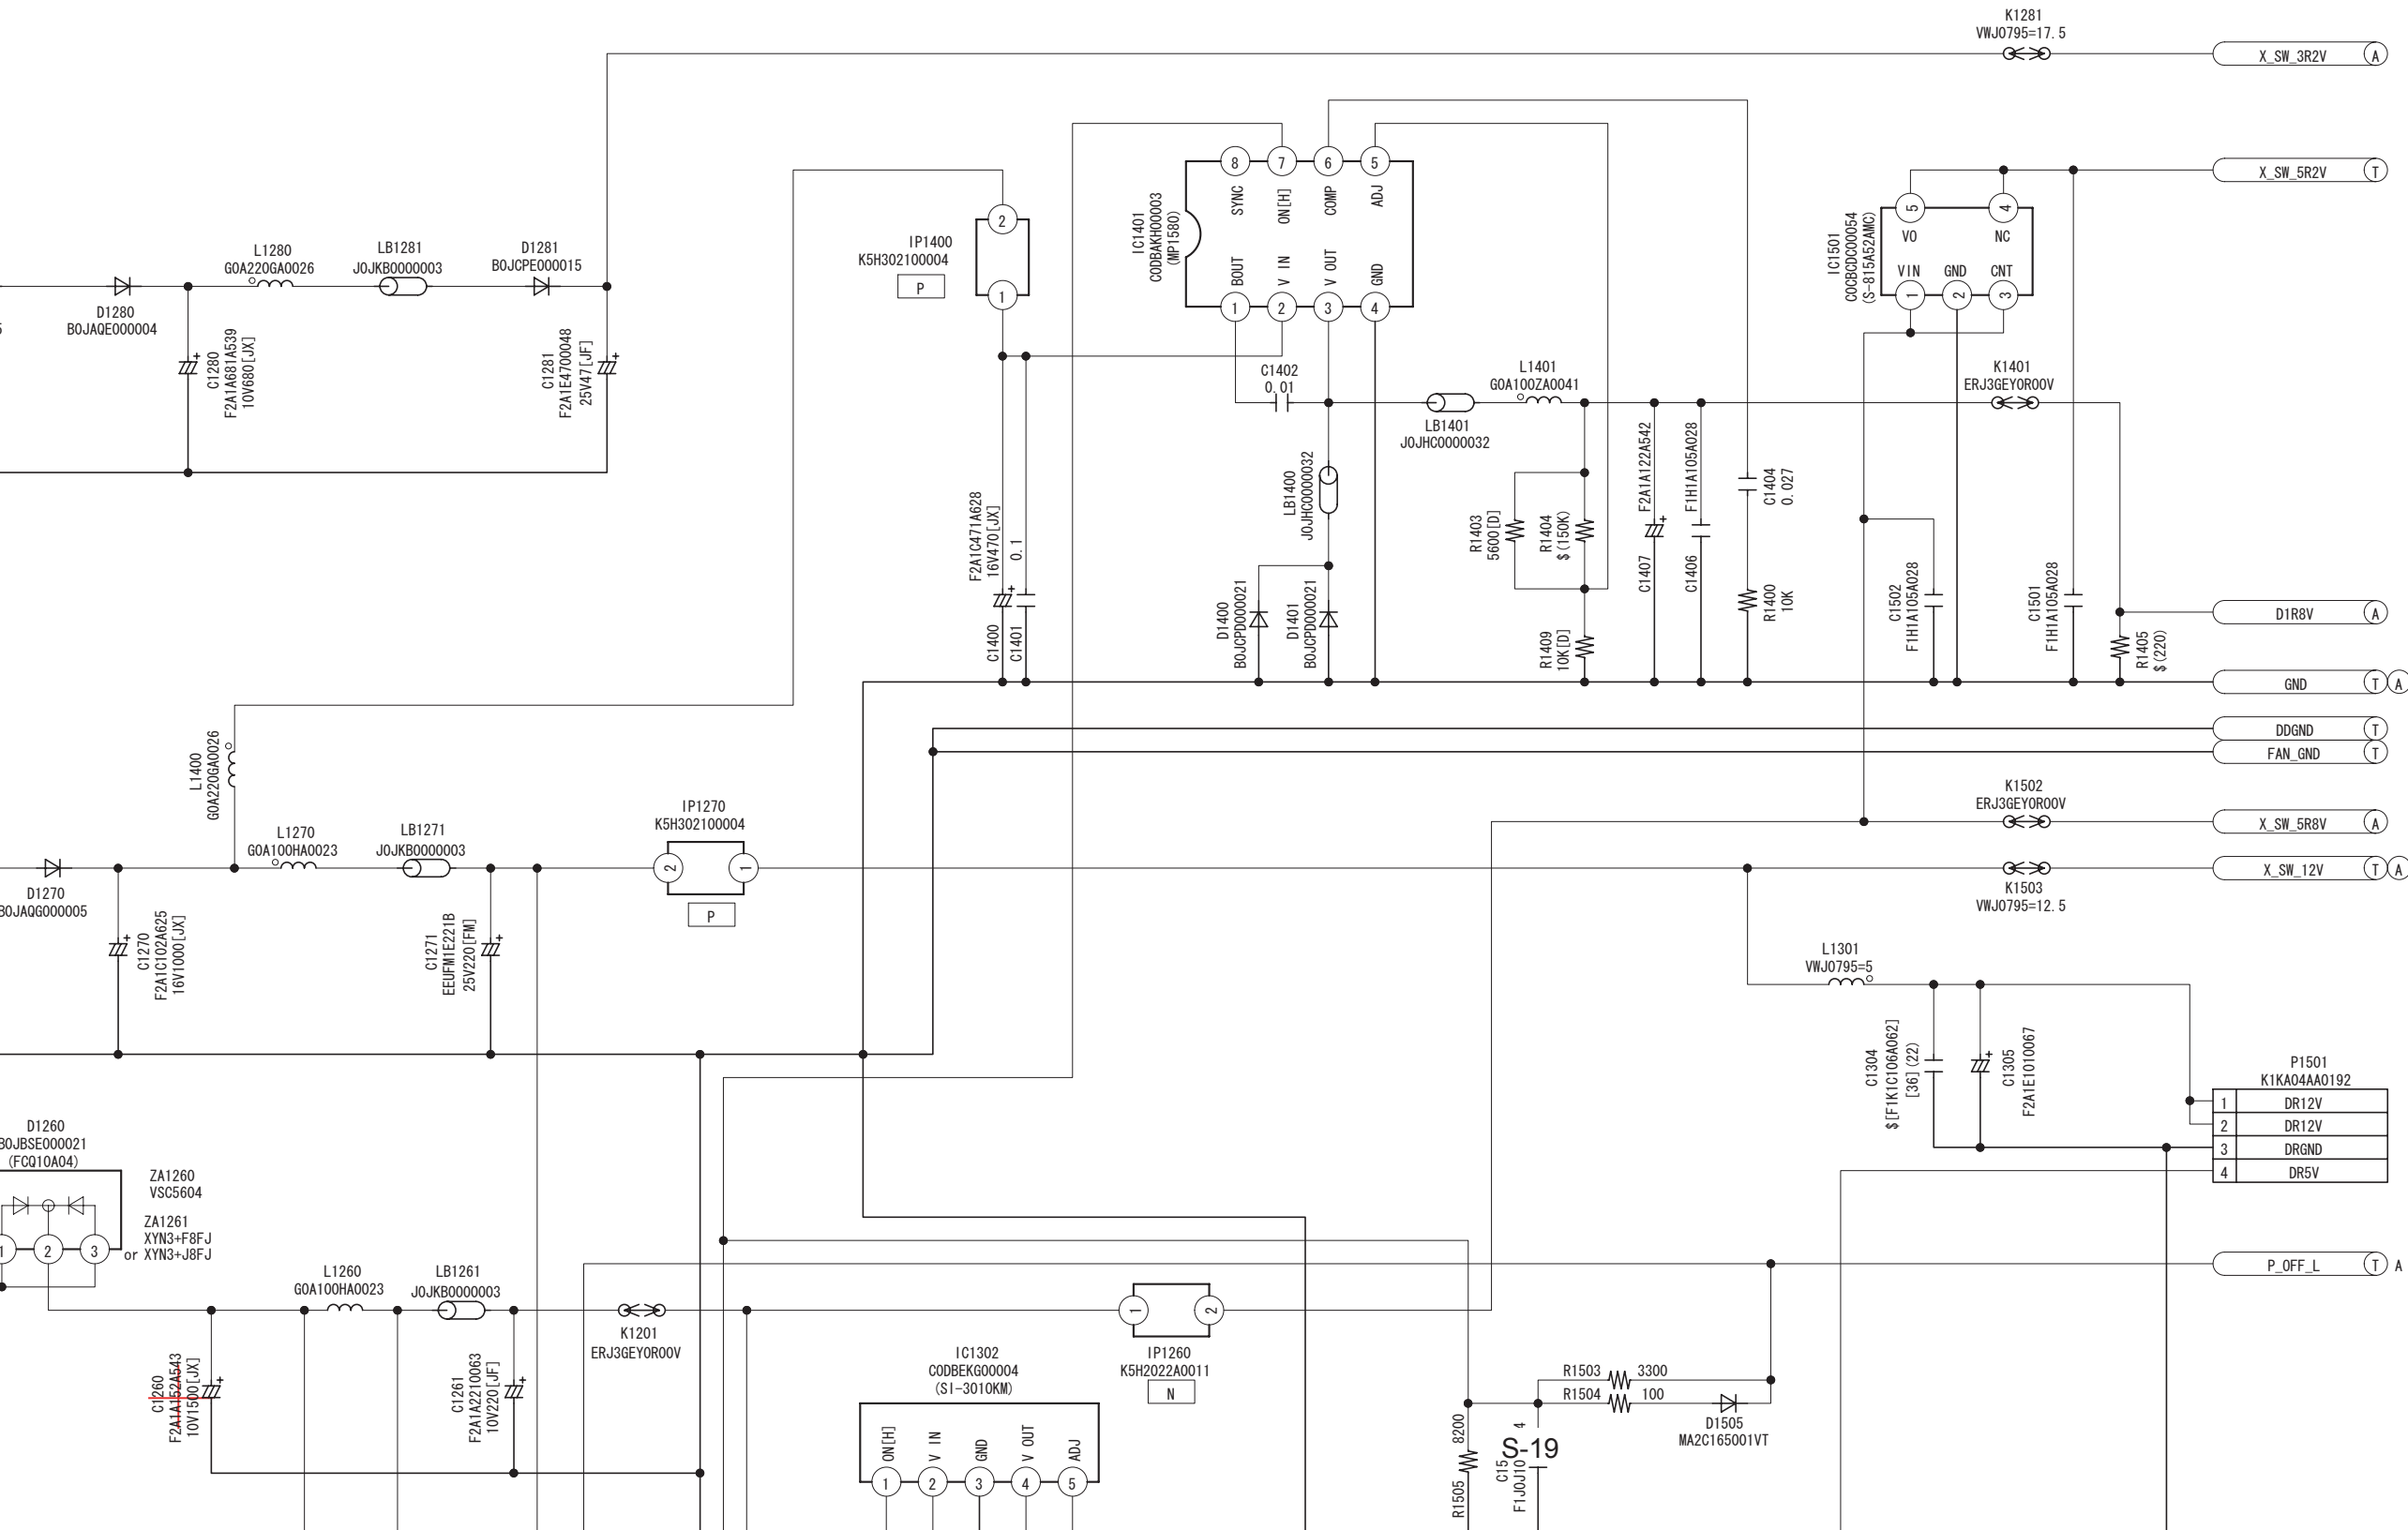 K1281
VWJ0795=17.5
X_SW_3R2V
A
X_SW_5R2V
T
8
7
6
5
SYNC
ON[H]
COMP
ADJ
IC1401
C0DBAKH00003
(MP1580)
BOUT
V IN
V OUT
GND
1
2
3
4
IP1400
K5H302100004
P
2
1
IC1501
C0CBCDC00054
(S-815A52AMC)
5
4
VO
NC
VIN
GND
CNT
1
2
3
L1280
G0A220GA0026
LB1281
J0JKB0000003
D1281
B0JCPE000015
D1280
B0JAQE000004
C1280
F2A1A681A539
10V680[JX]
C1281
F2A1E4700048
25V47[JF]
C1402
0.01
L1401
G0A100ZA0041
LB1401
J0JHC0000032
K1401
ERJ3GEY0R00V
LB1400
J0JHC0000032
F2A1C471A628
16V470[JX]
0.1
C1400
C1401
D1400
B0JCPD000021
D1401
B0JCPD000021
R1403
5600[D]
R1404
$(150K)
R1409
10K[D]
F2A1A122A542
C1407
F1H1A105A028
C1406
C1404
0.027
R1400
10K
C1502
F1H1A105A028
C1501
F1H1A105A028
R1405
$(220)
D1R8V
A
GND
T
A
DDGND
T
FAN_GND
T
L1400
G0A220GA0026
L1270
G0A100HA0023
LB1271
J0JKB0000003
IP1270
K5H302100004
2
1
P
K1502
ERJ3GEY0R00V
X_SW_5R8V
A
X_SW_12V
T
A
K1503
VWJ0795=12.5
D1270
B0JAQG000005
C1270
F2A1C102A625
16V1000[JX]
C1271
EEUFM1E221B
25V220[FM]
L1301
VWJ0795=5
C1304
$[F1K1C106A062]
[36](22)
C1305
F2A1E1010067
P1501
K1KA04AA0192
1 DR12V
2 DR12V
3 DRGND
4 DR5V
D1260
B0JBSE000021
(FCQ10A04)
1
2
3
ZA1260
VSC5604
ZA1261
XYN3+F8FJ
or XYN3+J8FJ
L1260
G0A100HA0023
LB1261
J0JKB0000003
K1201
ERJ3GEY0R00V
1
2
IP1260
K5H2022A0011
N
P_OFF_L
T
A
C1260
F2A1A152A543
10V1500[JX]
C1261
F2A1A2210063
10V220[JF]
IC1302
C0DBEKG00004
(SI-3010KM)
ON[H]
V IN
GND
V OUT
ADJ
1
2
3
4
5
R1503 3300
R1504 100
D1505
MA2C165001VT
8200
R1505
C15
4
F1J0J10
S-19